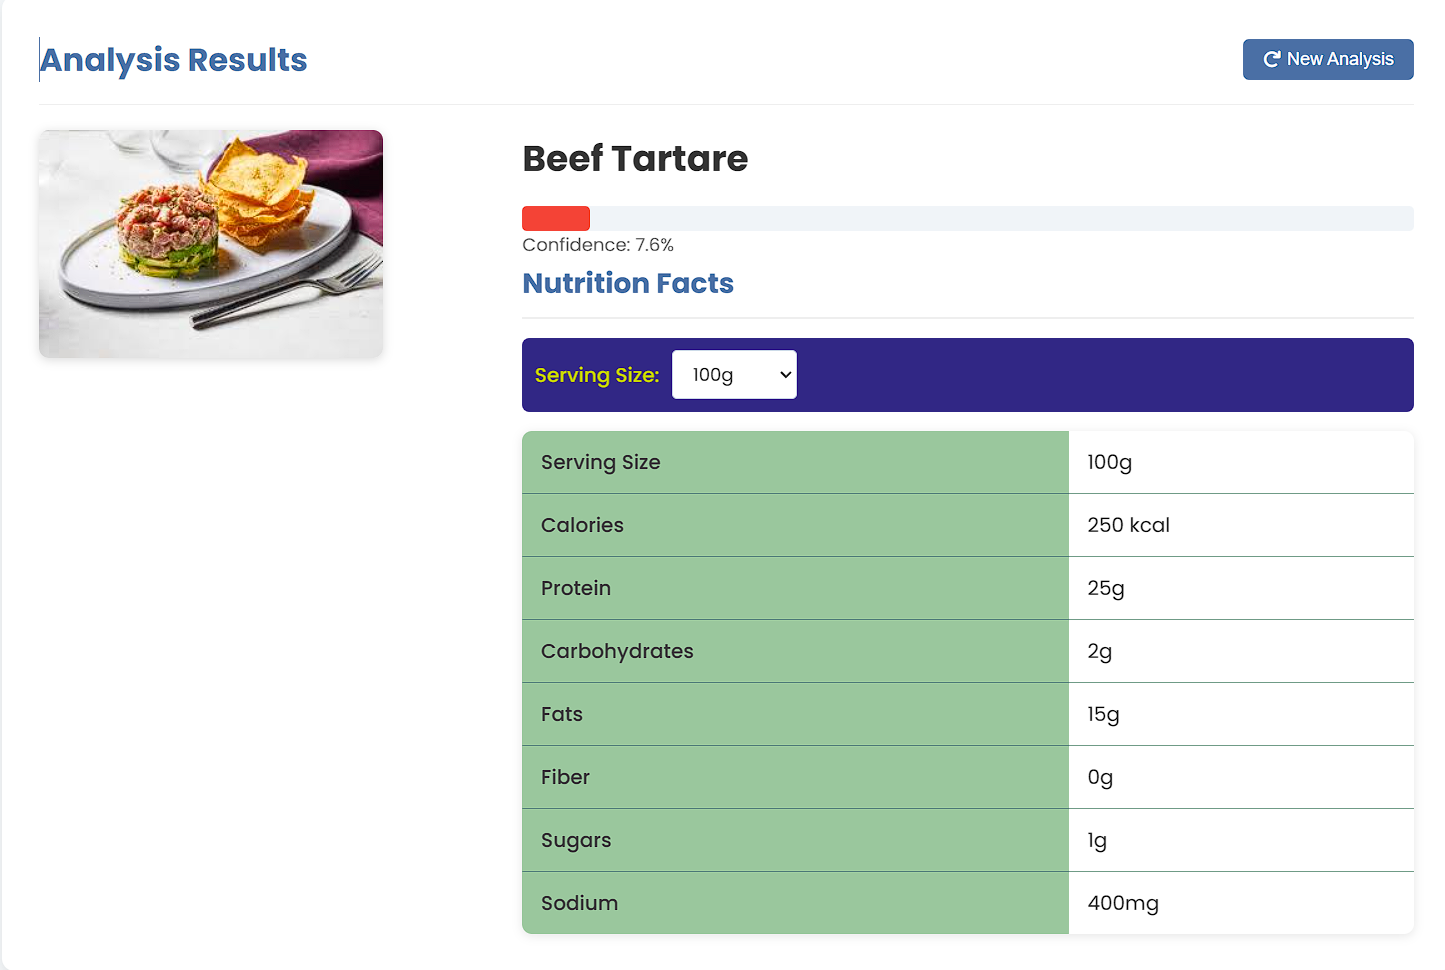 Analysis Results
New Analysis
Beef Tartare
Confidence: 7.6%
Nutrition Facts
Serving Size: 100g
Serving Size 100g
Calories 250 kcal
Protein 25g
Carbohydrates 2g
Fats 15g
Fiber 0g
Sugars 1g
Sodium 400mg